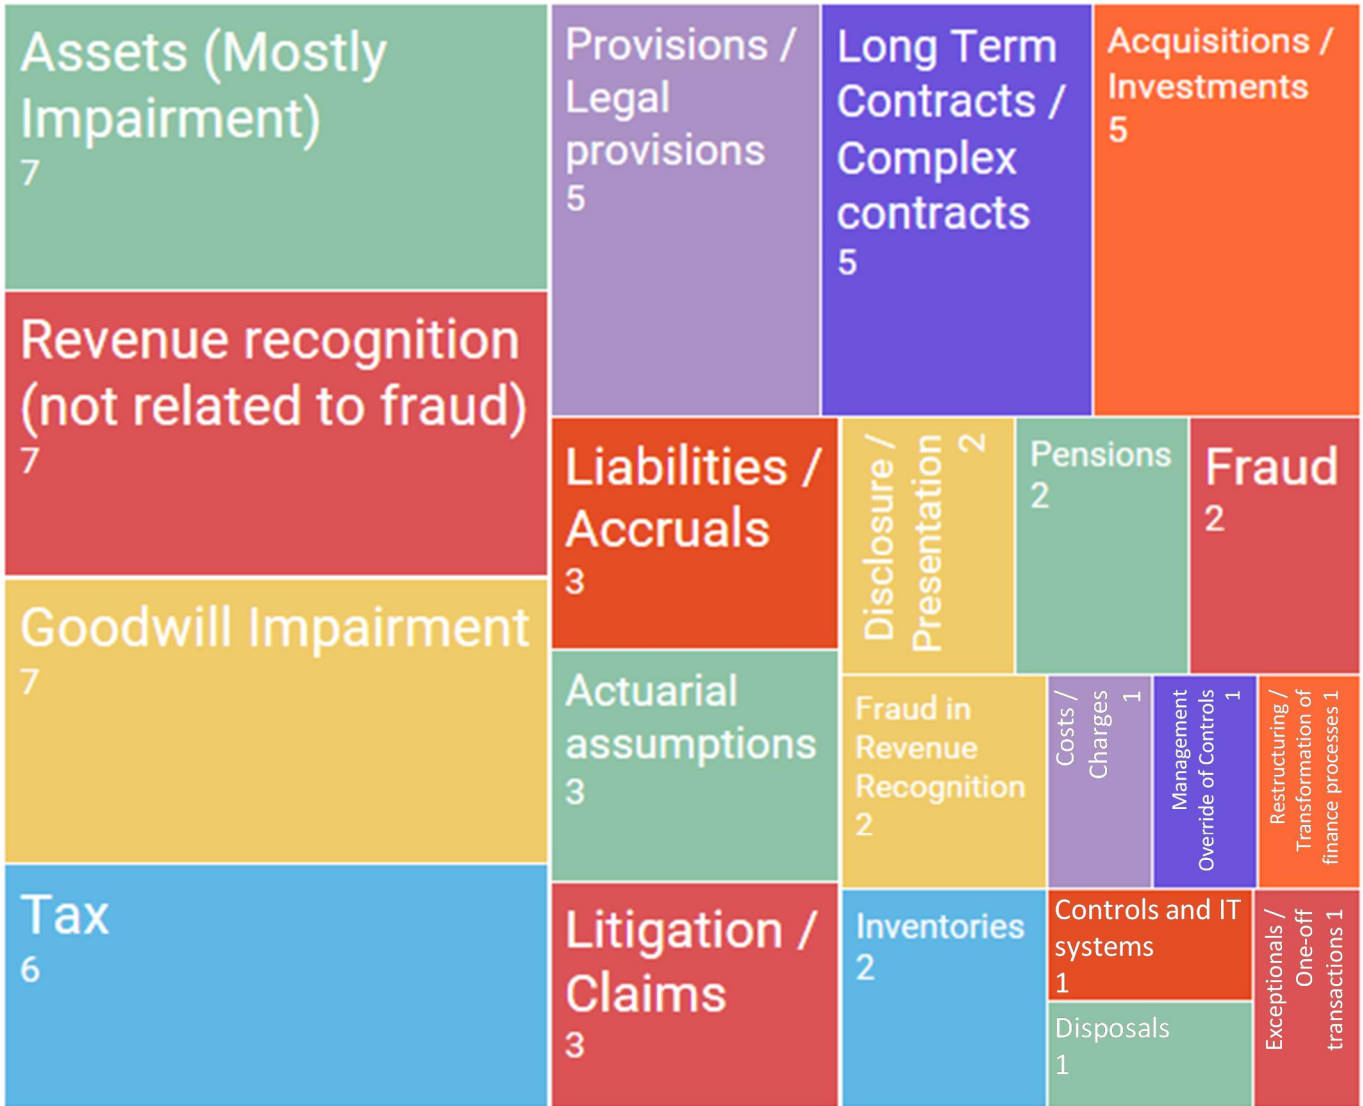 Assets (Mostly
Impairment)
7
Revenue recognition
(not related to fraud)
7
Goodwill Impairment
7
Tax
6
Provisions /
Legal
provisions
5
Long Term
Contracts /
Complex
contracts
5
Acquisitions /
Investments
5
Liabilities /
Accruals
3
Actuarial
assumptions
3
Litigation /
Claims
3
Disclosure /
Presentation
2
Pensions
2
Fraud
2
Fraud in
Revenue
Recognition
2
Costs /
Charges
1
Management
Override of Controls
1
Restructuring /
Transformation of
finance processes 1
Inventories
2
Controls and IT
systems
1
Disposals
1
Exceptionals /
One-off
transactions 1